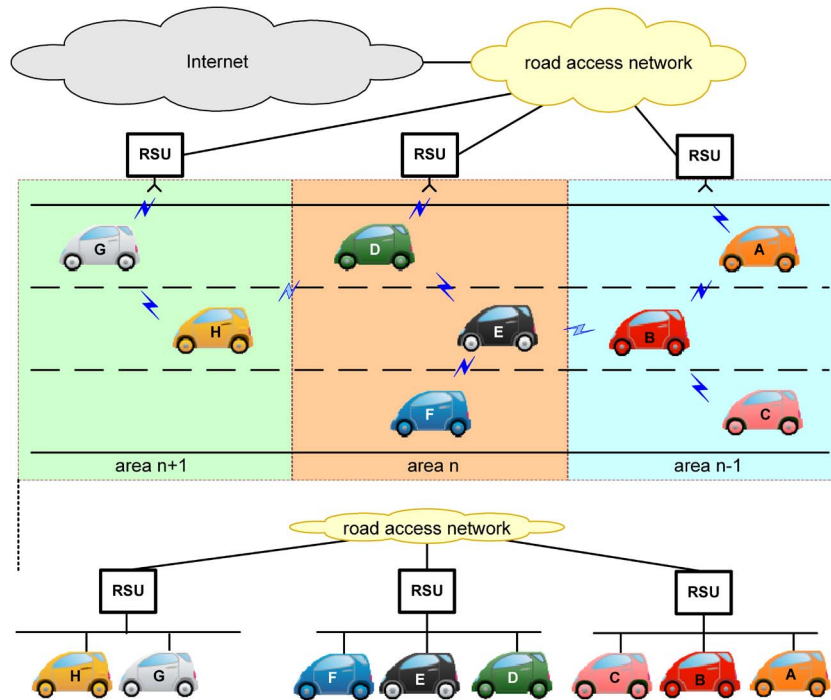 Internet
road access network
RSU
RSU
RSU
G
D
A
H
E
B
F
C
area n+1
area n
area n-1
road access network
RSU
RSU
RSU
H
G
F
E
D
C
B
A